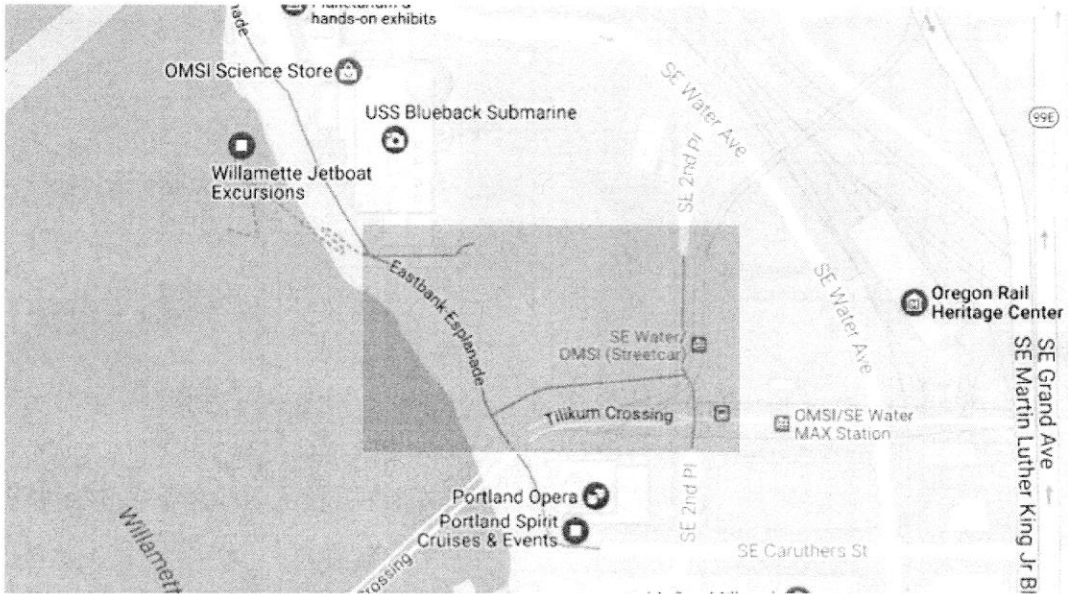 hands-on exhibits
OMSI Science Store
USS Blueback Submarine
Willamette Jetboat
Excursions
SE Water Ave
SE 2nd Pl
99E
Eastbank Esplanade
SE Water/
OMSI (Streetcar)
SE Water Ave
Oregon Rail
Heritage Center
Tilikum Crossing
OMSI/SE Water
MAX Station
SE Grand Ave
SE Martin Luther King Jr Bl
Portland Opera
Portland Spirit
Cruises & Events
SE 2nd Pl
SE Caruthers St
Willamett
Crossing